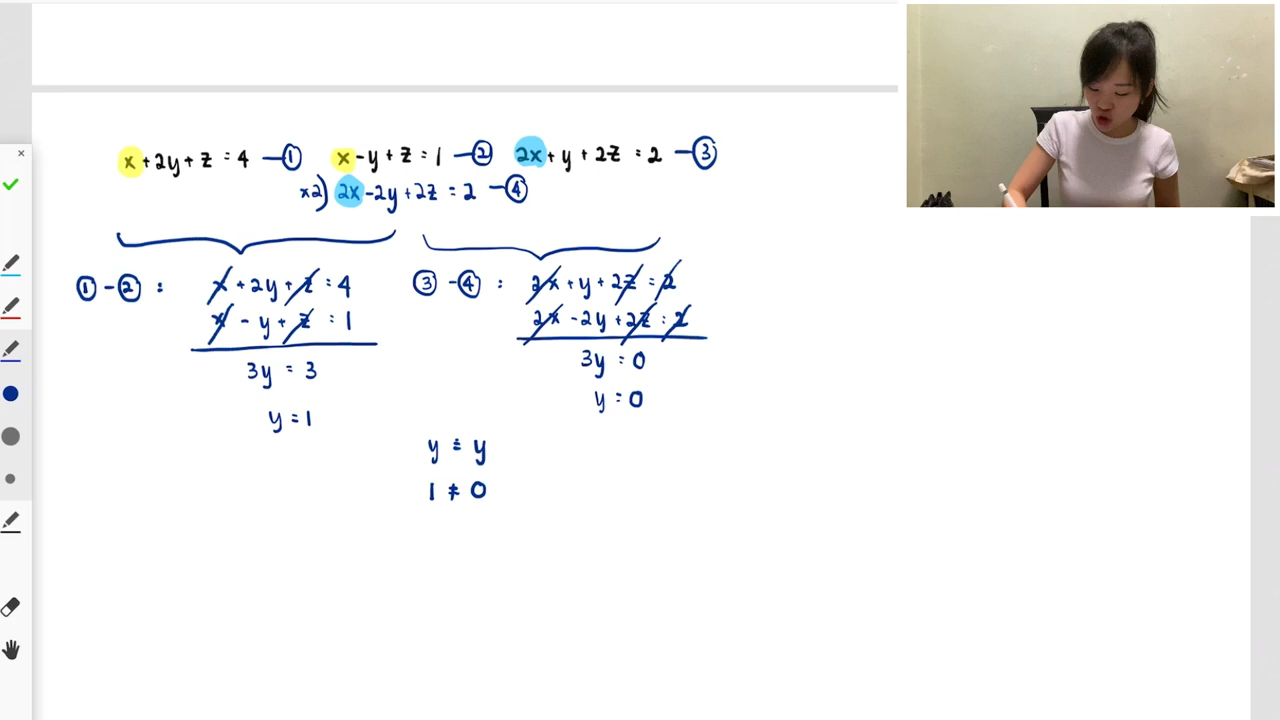 x + 2y + z = 4 —① x - y + z = 1 —② 2x + y + 2z = 2 —③
x2) 2x - 2y + 2z = 2 —④
① - ② : x + 2y + z = 4 ③ - ④ : 2x + y + 2z = 2
x - y + z = 1 2x - 2y + 2z = 2
3y = 3 3y = 0
y = 1 y = 0
y = y
1 ≠ 0